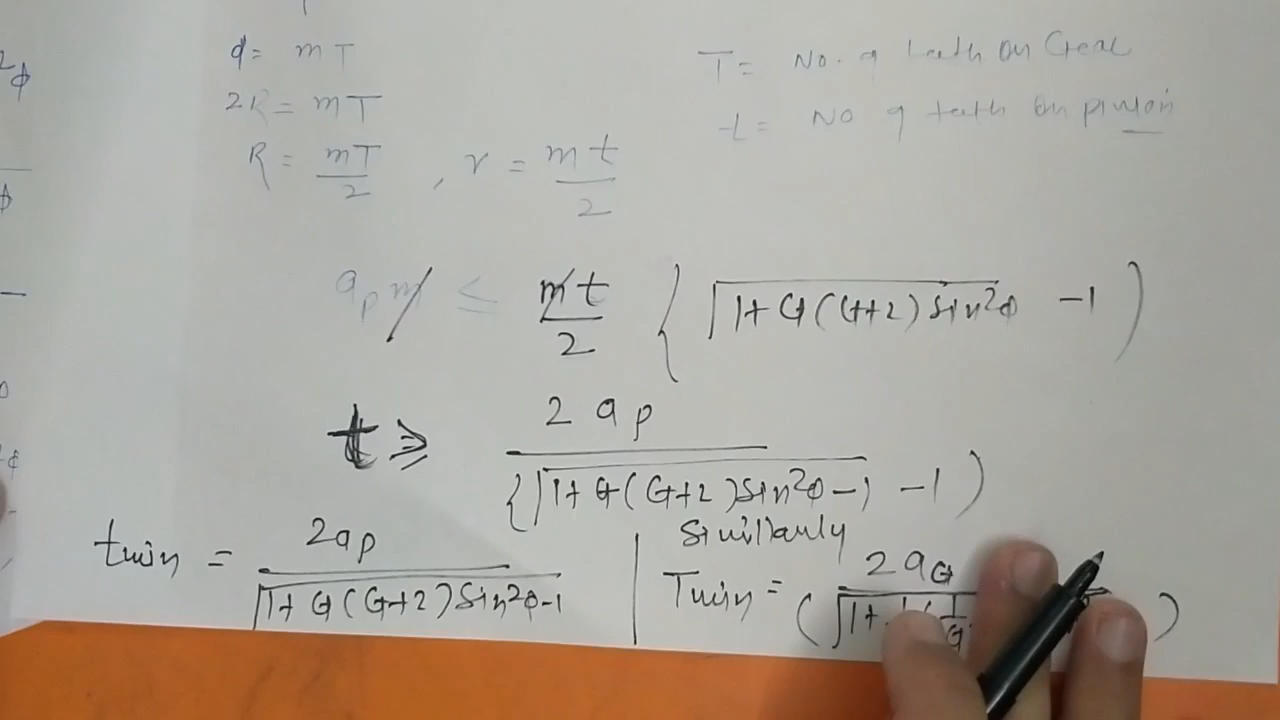 d = mT
T = No. of teeth on Gear
2R = mT
t = No of teeth on pinion
R = mT/2 , r = mt/2
apm ≤ mt/2 { √1+G(G+2)sin²φ -1 )
t ≥ 2ap / {√1+G(G+2)sin²φ-1 -1 )
Similarly
tmin = 2ap / √1+G(G+2)sin²φ-1
Tmin = 2aG / (√1+